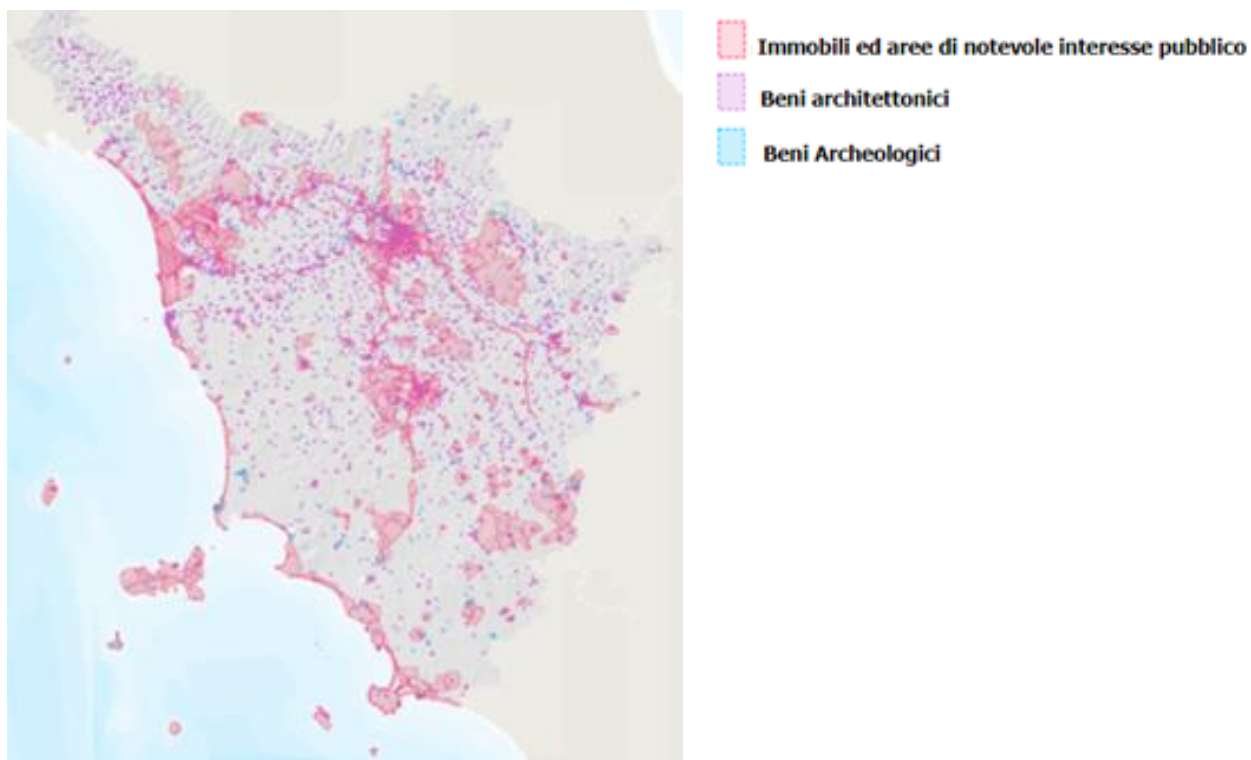 Immobili ed aree di notevole interesse pubblico
Beni architettonici
Beni Archeologici